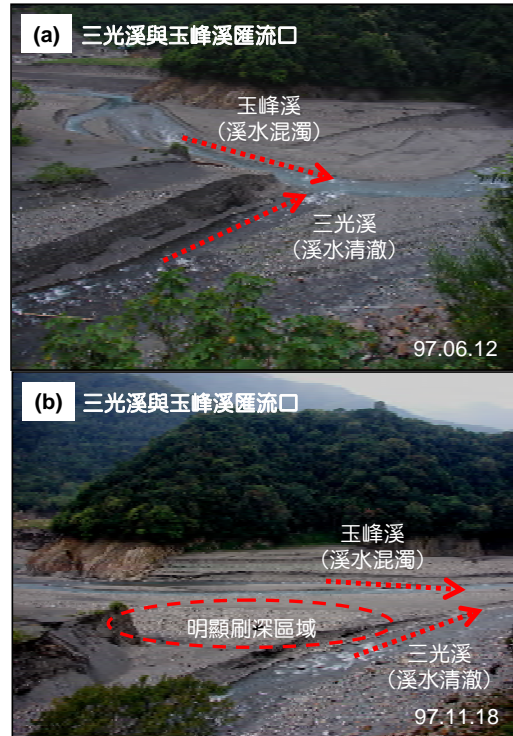 (a) 三光溪與玉峰溪匯流口
玉峰溪
(溪水混濁)
三光溪
(溪水清澈)
97.06.12
(b) 三光溪與玉峰溪匯流口
玉峰溪
(溪水混濁)
明顯刷深區域
三光溪
(溪水清澈)
97.11.18